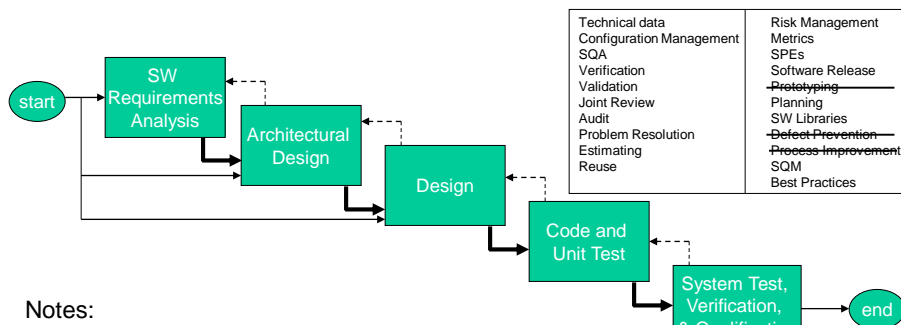 Technical data
Configuration Management
SQA
Verification
Validation
Joint Review
Audit
Problem Resolution
Estimating
Reuse
Risk Management
Metrics
SPEs
Software Release
Prototyping
Planning
SW Libraries
Defect Prevention
Process Improvement
SQM
Best Practices
start
SW
Requirements
Analysis
Architectural
Design
Design
Code and
Unit Test
System Test,
Verification,
end
Notes: